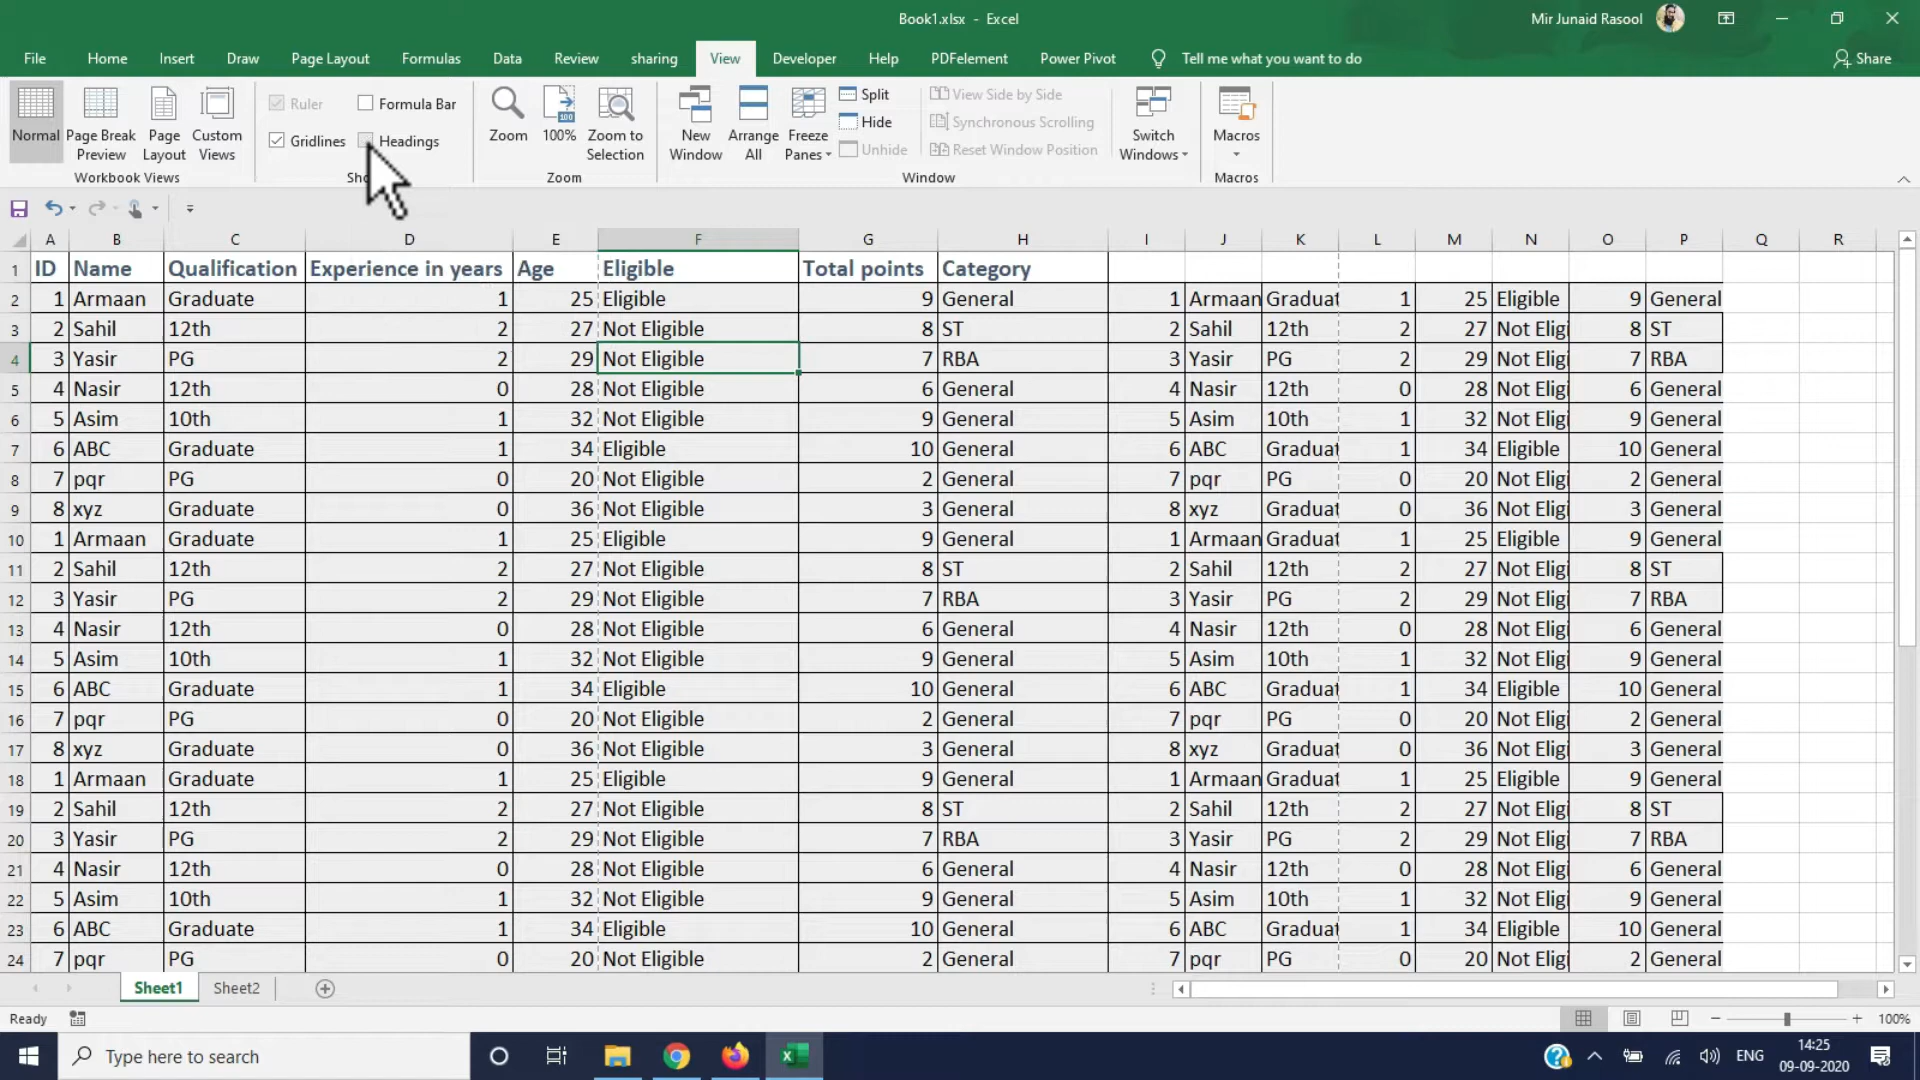 Book1.xlsx - Excel
Mir Junaid Rasool
File Home Insert Draw Page Layout Formulas Data Review sharing View Developer Help PDFelement Power Pivot Tell me what you want to do Share
Normal Page Break Preview Page Layout Custom Views
Workbook Views
Ruler Formula Bar
Gridlines Headings
Zoom 100% Zoom to Selection
Zoom
New Window Arrange All Freeze Panes
Split
Hide
Unhide
View Side by Side
Synchronous Scrolling
Reset Window Position
Window
Switch Windows
Macros
Macros
A B C D E F G H I J K L M N O P Q R
1 ID Name Qualification Experience in years Age Eligible Total points Category
2 1 Armaan Graduate 1 25 Eligible 9 General 1 Armaan Graduat 1 25 Eligible 9 General
3 2 Sahil 12th 2 27 Not Eligible 8 ST 2 Sahil 12th 2 27 Not Elig 8 ST
4 3 Yasir PG 2 29 Not Eligible 7 RBA 3 Yasir PG 2 29 Not Elig 7 RBA
5 4 Nasir 12th 0 28 Not Eligible 6 General 4 Nasir 12th 0 28 Not Elig 6 General
6 5 Asim 10th 1 32 Not Eligible 9 General 5 Asim 10th 1 32 Not Elig 9 General
7 6 ABC Graduate 1 34 Eligible 10 General 6 ABC Graduat 1 34 Eligible 10 General
8 7 pqr PG 0 20 Not Eligible 2 General 7 pqr PG 0 20 Not Elig 2 General
9 8 xyz Graduate 0 36 Not Eligible 3 General 8 xyz Graduat 0 36 Not Elig 3 General
10 1 Armaan Graduate 1 25 Eligible 9 General 1 Armaan Graduat 1 25 Eligible 9 General
11 2 Sahil 12th 2 27 Not Eligible 8 ST 2 Sahil 12th 2 27 Not Elig 8 ST
12 3 Yasir PG 2 29 Not Eligible 7 RBA 3 Yasir PG 2 29 Not Elig 7 RBA
13 4 Nasir 12th 0 28 Not Eligible 6 General 4 Nasir 12th 0 28 Not Elig 6 General
14 5 Asim 10th 1 32 Not Eligible 9 General 5 Asim 10th 1 32 Not Elig 9 General
15 6 ABC Graduate 1 34 Eligible 10 General 6 ABC Graduat 1 34 Eligible 10 General
16 7 pqr PG 0 20 Not Eligible 2 General 7 pqr PG 0 20 Not Elig 2 General
17 8 xyz Graduate 0 36 Not Eligible 3 General 8 xyz Graduat 0 36 Not Elig 3 General
18 1 Armaan Graduate 1 25 Eligible 9 General 1 Armaan Graduat 1 25 Eligible 9 General
19 2 Sahil 12th 2 27 Not Eligible 8 ST 2 Sahil 12th 2 27 Not Elig 8 ST
20 3 Yasir PG 2 29 Not Eligible 7 RBA 3 Yasir PG 2 29 Not Elig 7 RBA
21 4 Nasir 12th 0 28 Not Eligible 6 General 4 Nasir 12th 0 28 Not Elig 6 General
22 5 Asim 10th 1 32 Not Eligible 9 General 5 Asim 10th 1 32 Not Elig 9 General
23 6 ABC Graduate 1 34 Eligible 10 General 6 ABC Graduat 1 34 Eligible 10 General
24 7 pqr PG 0 20 Not Eligible 2 General 7 pqr PG 0 20 Not Elig 2 General
Sheet1 Sheet2
Ready
100%
Type here to search
ENG
14:25
09-09-2020